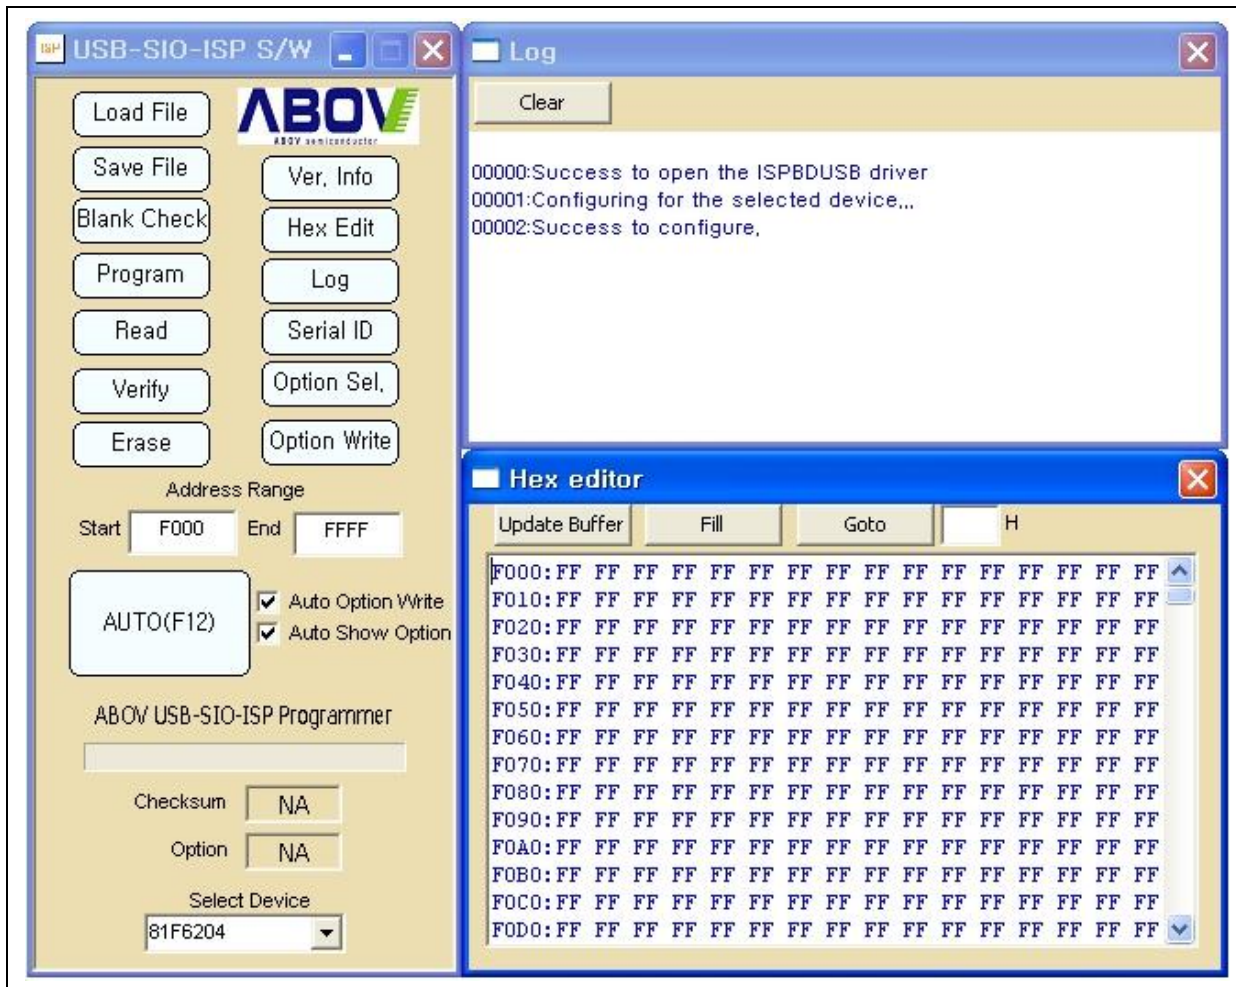 USB-SIO-ISP S/W
Load File
Save File
Blank Check
Program
Read
Verify
Erase
ABOV
ABOV semiconductor
Ver, Info
Hex Edit
Log
Serial ID
Option Sel,
Option Write
Address Range
Start F000 End FFFF
AUTO(F12)
Auto Option Write
Auto Show Option
ABOV USB-SIO-ISP Programmer
Checksum NA
Option NA
Select Device
81F6204
Log
Clear
00000:Success to open the ISPBDUSB driver
00001:Configuring for the selected device,,,
00002:Success to configure,
Hex editor
Update Buffer Fill Goto H
F000:FF FF FF FF FF FF FF FF FF FF FF FF FF FF FF FF
F010:FF FF FF FF FF FF FF FF FF FF FF FF FF FF FF FF
F020:FF FF FF FF FF FF FF FF FF FF FF FF FF FF FF FF
F030:FF FF FF FF FF FF FF FF FF FF FF FF FF FF FF FF
F040:FF FF FF FF FF FF FF FF FF FF FF FF FF FF FF FF
F050:FF FF FF FF FF FF FF FF FF FF FF FF FF FF FF FF
F060:FF FF FF FF FF FF FF FF FF FF FF FF FF FF FF FF
F070:FF FF FF FF FF FF FF FF FF FF FF FF FF FF FF FF
F080:FF FF FF FF FF FF FF FF FF FF FF FF FF FF FF FF
F090:FF FF FF FF FF FF FF FF FF FF FF FF FF FF FF FF
F0A0:FF FF FF FF FF FF FF FF FF FF FF FF FF FF FF FF
F0B0:FF FF FF FF FF FF FF FF FF FF FF FF FF FF FF FF
F0C0:FF FF FF FF FF FF FF FF FF FF FF FF FF FF FF FF
F0D0:FF FF FF FF FF FF FF FF FF FF FF FF FF FF FF FF